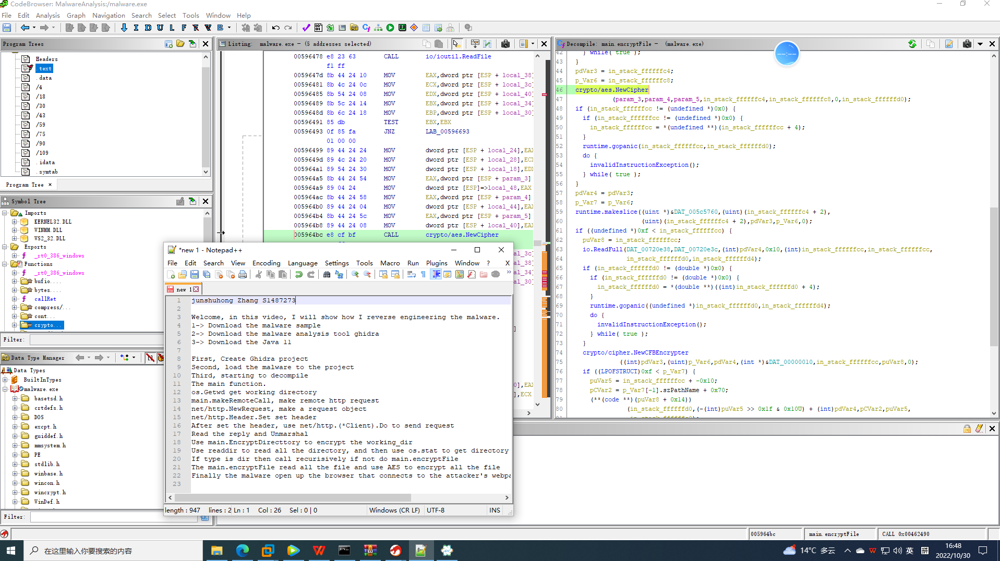 CodeBrowser: MalwareAnalysis:/malware.exe
File Edit Analysis Graph Navigation Search Select Tools Window Help
Program Trees
Headers
.text
.data
/4
/18
/30
/43
/59
/75
/90
/109
.idata
.symtab
Program Tree ×
Symbol Tree
Imports
KERNEL32.DLL
WINMM.DLL
WS2_32.DLL
Exports
_rt0_386_windows
Functions
_rt0_386_windows
bufio....
bytes....
callRet
compress/...
cont...
crypto...
Filter:
Data Type Manager
Data Types
BuiltInTypes
malware.exe
basetsd.h
crtdefs.h
DOS
excpt.h
guiddef.h
mmsystem.h
PE
stdlib.h
winbase.h
wincon.h
wincrypt.h
WinDef.h
Filter:
Listing: malware.exe - (5 addresses selected)
00596478 e8 23 63 CALL io/ioutil.ReadFile
f1 ff
0059647d 8b 44 24 10 MOV EAX,dword ptr [ESP + local_38]
00596481 8b 4c 24 0c MOV ECX,dword ptr [ESP + local_3c]
00596485 8b 54 24 08 MOV EDX,dword ptr [ESP + local_40]
00596489 8b 5c 24 14 MOV EBX,dword ptr [ESP + local_34]
0059648d 8b 6c 24 18 MOV EBP,dword ptr [ESP + local_30]
00596491 85 db TEST EBX,EBX
00596493 0f 85 fa JNZ LAB_00596693
01 00 00
00596499 89 44 24 24 MOV dword ptr [ESP + local_24],EAX
0059649d 89 4c 24 20 MOV dword ptr [ESP + local_28],ECX
005964a1 89 54 24 30 MOV dword ptr [ESP + local_18],EDX
005964a5 8b 44 24 54 MOV EAX,dword ptr [ESP + param_3]
005964a9 89 04 24 MOV dword ptr [ESP]=>local_48,EAX
005964ac 8b 44 24 58 MOV EAX,dword ptr [ESP + param_4]
005964b0 89 44 24 04 MOV dword ptr [ESP + local_44],EAX
005964b4 8b 44 24 5c MOV EAX,dword ptr [ESP + param_5]
005964b8 89 44 24 08 MOV dword ptr [ESP + local_40],EAX
005964bc e8 cf bf CALL crypto/aes.NewCipher
Decompile: main.encryptFile - (malware.exe)
42 } while( true );
43 }
44 pdVar3 = in_stack_ffffffc4;
45 p_Var6 = in_stack_ffffffc8;
46 crypto/aes.NewCipher
47 (param_3,param_4,param_5,in_stack_ffffffc4,in_stack_ffffffc8,0,in_stack_ffffffd0);
48 if (in_stack_ffffffcc != (undefined *)0x0) {
49 if (in_stack_ffffffcc != (undefined *)0x0) {
50 in_stack_ffffffcc = *(undefined **)(in_stack_ffffffcc + 4);
51 }
52 runtime.gopanic(in_stack_ffffffcc,in_stack_ffffffd0);
53 do {
54 invalidInstructionException();
55 } while( true );
56 }
57 pdVar4 = pdVar3;
58 p_Var7 = p_Var6;
59 runtime.makeslice((uint *)&DAT_005c5760,(uint)(in_stack_ffffffc4 + 2),
60 (uint)(in_stack_ffffffc4 + 2),pdVar3,p_Var6,0);
61 if ((undefined *)0xf < in_stack_ffffffcc) {
62 puVar8 = in_stack_ffffffcc;
63 io.ReadFull(DAT_00720e38,DAT_00720e3c,(int)pdVar4,0x10,(int)in_stack_ffffffcc,in_stack_ffffffcc,
64 in_stack_ffffffd0,in_stack_ffffffd4);
65 if (in_stack_ffffffd0 != (double *)0x0) {
66 if (in_stack_ffffffd0 != (double *)0x0) {
67 in_stack_ffffffd0 = *(double **)((int)in_stack_ffffffd0 + 4);
68 }
69 runtime.gopanic((undefined *)in_stack_ffffffd0,in_stack_ffffffd4);
70 do {
71 invalidInstructionException();
72 } while( true );
73 }
74 crypto/cipher.NewCFBEncrypter
75 ((int)pdVar3,(uint)p_Var6,pdVar4,(int *)&DAT_00000010,in_stack_ffffffcc,puVar8,0);
76 if ((LPOFSTRUCT)0xf < p_Var7) {
77 puVar5 = in_stack_ffffffcc + -0x10;
78 pCVar2 = p_Var7[-1].szPathName + 0x70;
79 (**(code **)(puVar8 + 0x14))
80 (in_stack_ffffffd0,(-(int)puVar5 >> 0x1f & 0x10U) + (int)pdVar4,pCVar2,puVar5,
*new 1 - Notepad++
File Edit Search View Encoding Language Settings Tools Macro Run Plugins Window ? X
new 1
1 junshuhong Zhang S1487273
2
3 Welcome, in this video, I will show how I reverse engineering the malware.
4 1-> Download the malware sample
5 2-> Download the malware analysis tool ghidra
6 3-> Download the Java 11
7
8 First, Create Ghidra project
9 Second, load the malware to the project
10 Third, starting to decompile
11 The main function.
12 os.Getwd get working directory
13 main.makeRemoteCall, make remote http request
14 net/http.NewRequest, make a request object
15 net/http.Header.Set set header
16 After set the header, use net/http.(*Client).Do to send request
17 Read the reply and Unmarshal
18 Use main.EncryptDirecttory to encrypt the working_dir
19 Use readdir to read all the directory, and then use os.stat to get directory
20 If type is dir then call recurisively if not do main.encryptFile
21 The main.encryptFile read all the file and use AES to encrypt all the file
22 Finally the malware open up the browser that connects to the attacker's webpa
23
length : 947 lines : 2 Ln : 1 Col : 26 Sel : 0 | 0 Windows (CR LF) UTF-8 INS
005964bc main.encryptFile CALL 0x00462490
在这里输入你要搜索的内容
14°C 多云 英 拼
16:48
2022/10/30